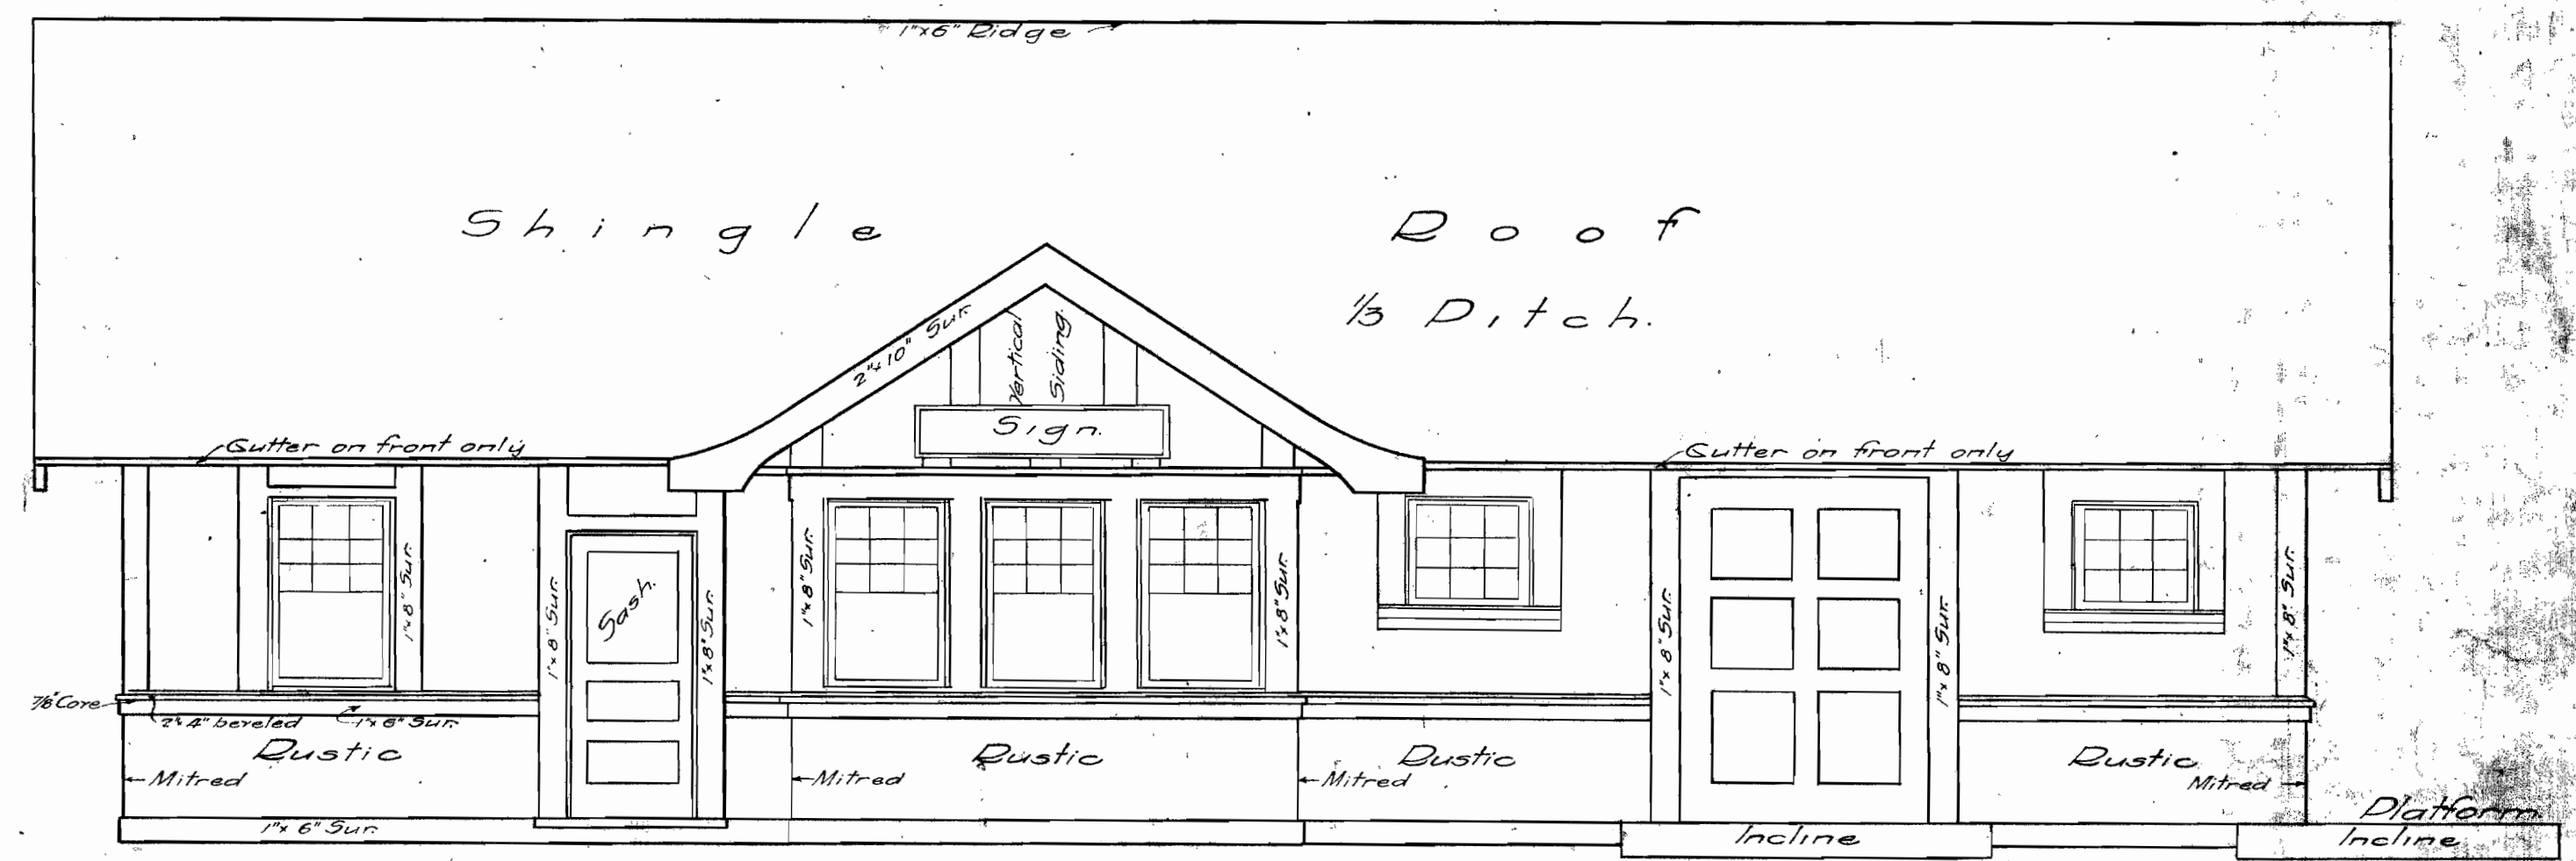 1"x6" Ridge
Shingle Roof
1/3 Pitch.
2"x10" Sur.
Vertical
Siding.
Sign.
Gutter on front only
Gutter on front only
1"x8" Sur.
1"x8" Sur.
Sash.
1"x8" Sur.
1"x8" Sur.
1"x8" Sur.
1"x8" Sur.
1"x8" Sur.
1"x8" Sur.
7/8" Cove
2"x4" beveled
1"x6" Sur.
Rustic
Rustic
Rustic
Rustic
Mitred
Mitred
Mitred
Mitred
1"x6" Sur.
Incline
Platform.
Incline